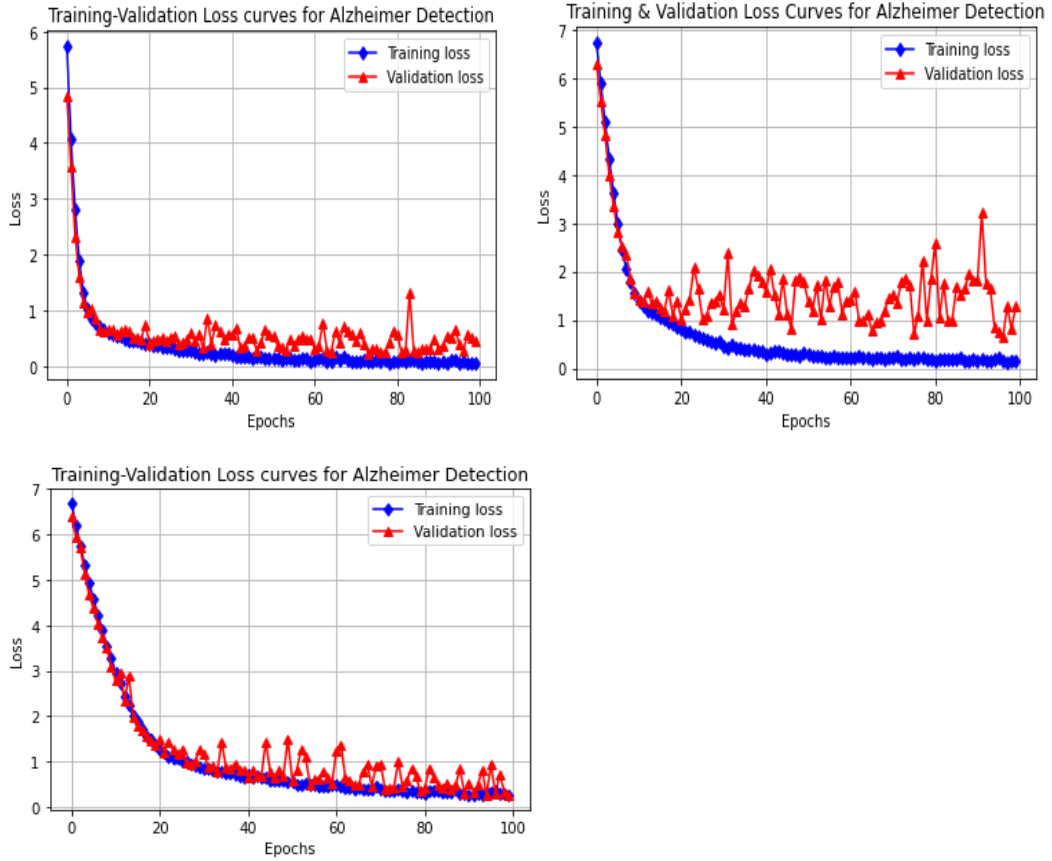 Training-Validation Loss curves for Alzheimer Detection
6
5
4
3
2
1
0
Loss
Training loss
Validation loss
0 20 40 60 80 100
Epochs
Training & Validation Loss Curves for Alzheimer Detection
7
6
5
4
3
2
1
0
Loss
Training loss
Validation loss
0 20 40 60 80 100
Epochs
Training-Validation Loss curves for Alzheimer Detection
7
6
5
4
3
2
1
0
Loss
Training loss
Validation loss
0 20 40 60 80 100
Epochs